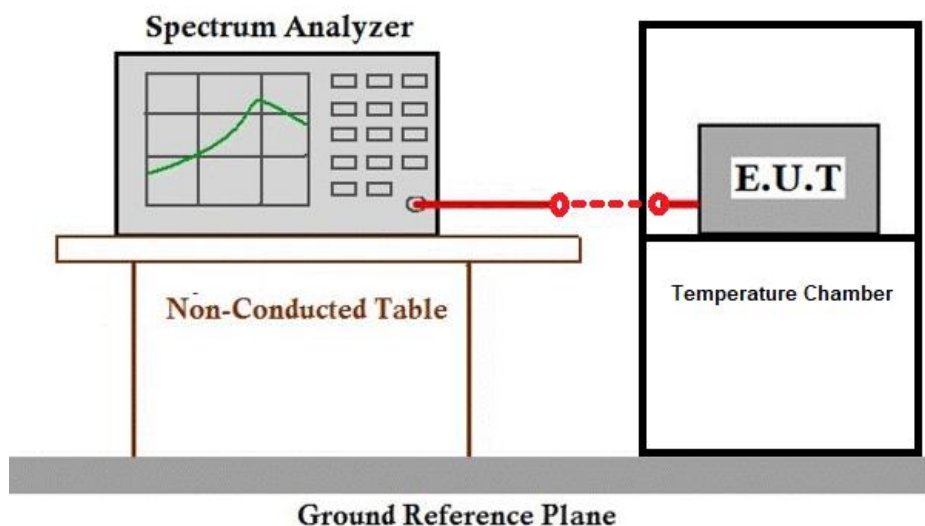 Spectrum Analyzer
E.U.T
Temperature Chamber
Non-Conducted Table
Ground Reference Plane